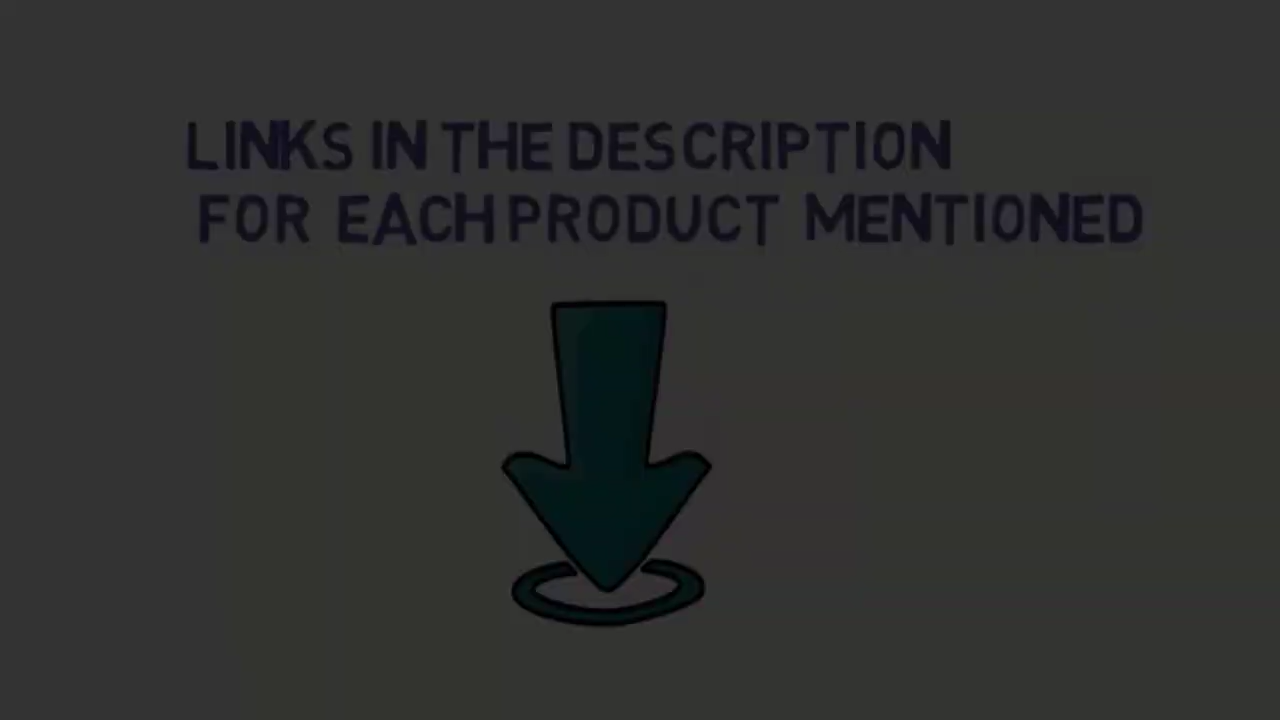 LINKS IN THE DESCRIPTION
FOR EACH PRODUCT MENTIONED